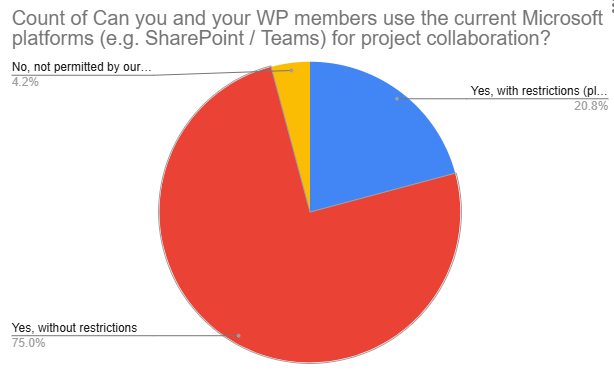 Count of Can you and your WP members use the current Microsoft
platforms (e.g. SharePoint / Teams) for project collaboration?
No, not permitted by our…
4.2%
Yes, with restrictions (pl…
20.8%
Yes, without restrictions
75.0%